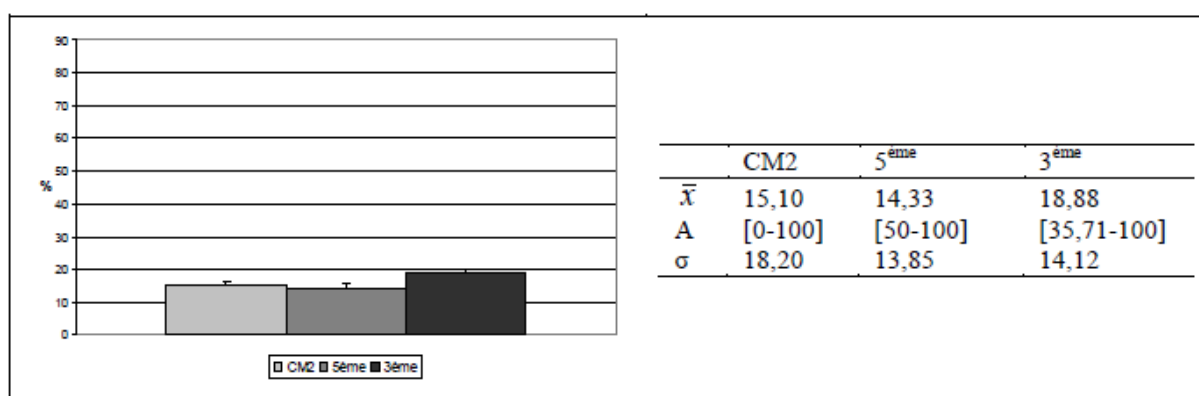 90
80
70
60
50
%
40
30
20
10
0
CM2 5ème 3ème
CM2 5ème 3ème
x̅ 15,10 14,33 18,88
A [0-100] [50-100] [35,71-100]
σ 18,20 13,85 14,12